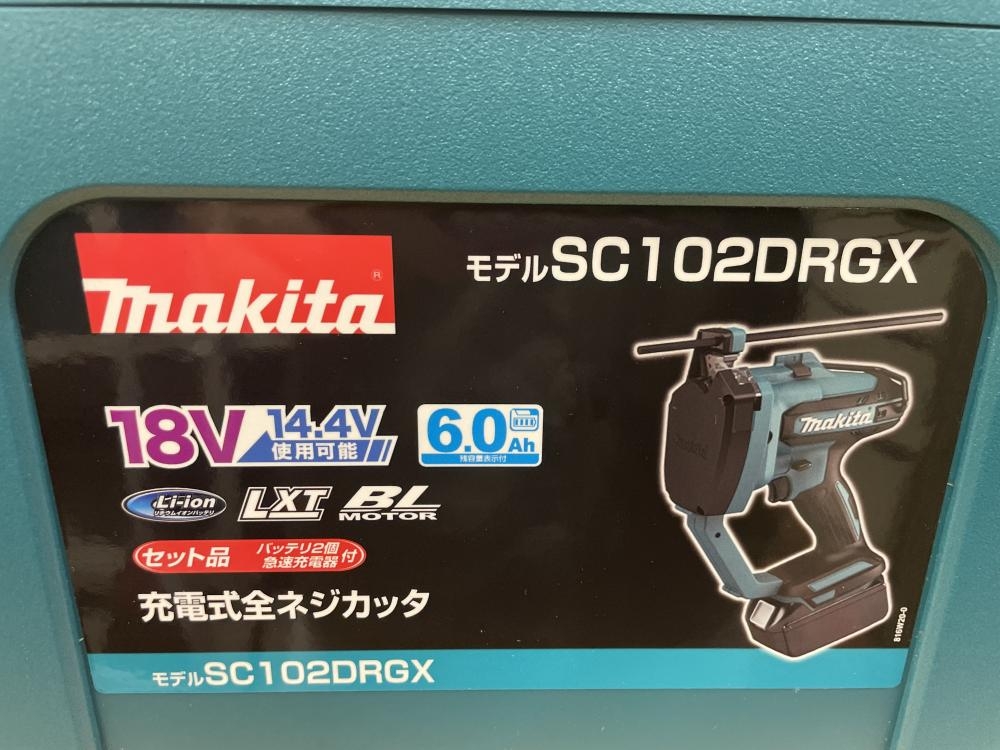 makita®
モデルSC102DRGX
18V
14.4V
使用可能
6.0Ah
残容量表示付
makita
Makita
Li-ion
リチウムイオンバッテリ
LXT
BL
MOTOR
セット品
バッテリ2個
急速充電器
付
充電式全ネジカッタ
816W20-0
モデルSC102DRGX